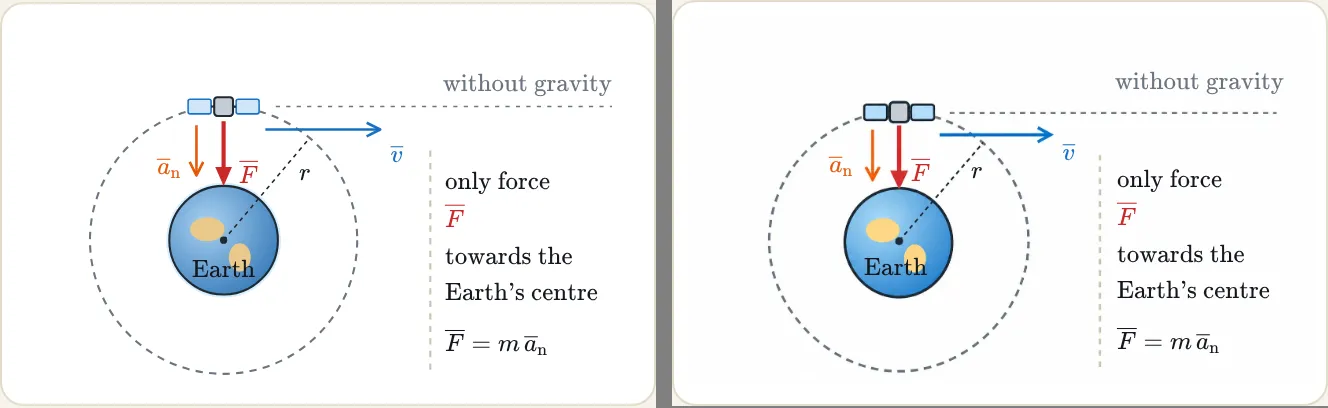 without gravity
a̅ₙ
F̅
v̅
r
only force
F̅
towards the
Earth
Earth's centre
F̅ = m a̅ₙ
without gravity
a̅ₙ
F̅
v̅
r
only force
F̅
towards the
Earth
Earth's centre
F̅ = m a̅ₙ